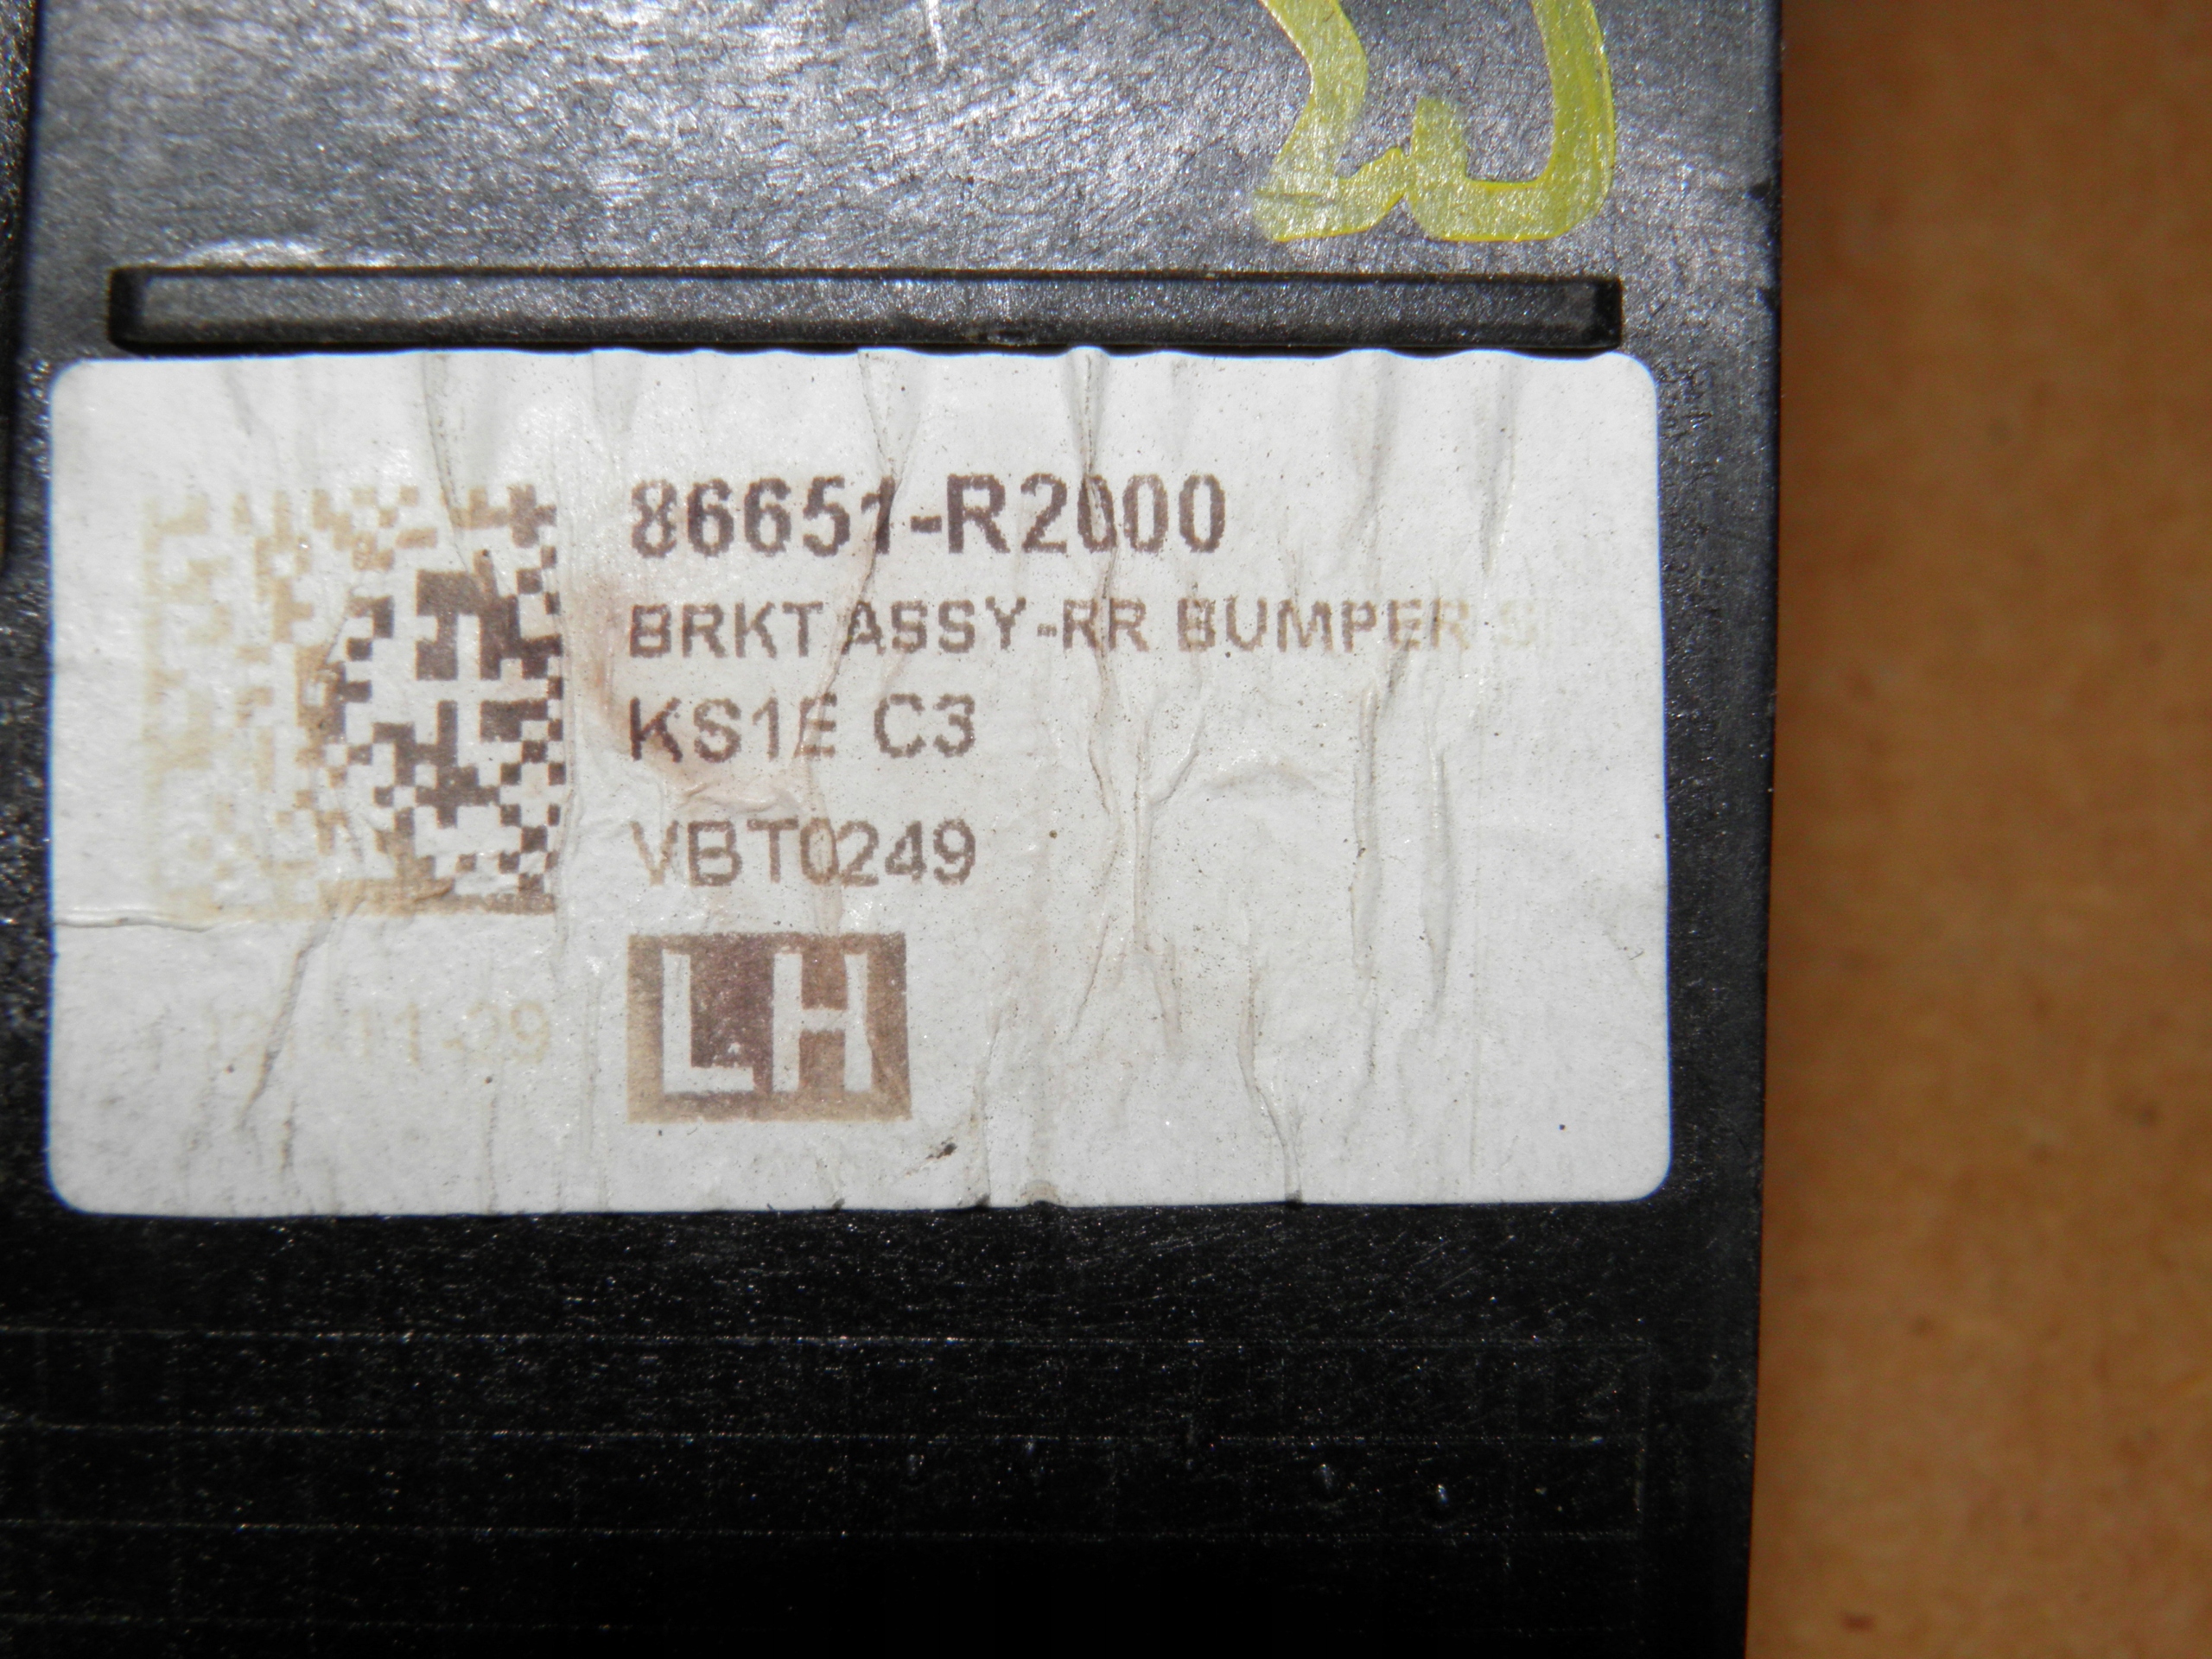 86651-R2000
BRKT ASSY-RR BUMPER S
KS1E C3
VBT0249
LH